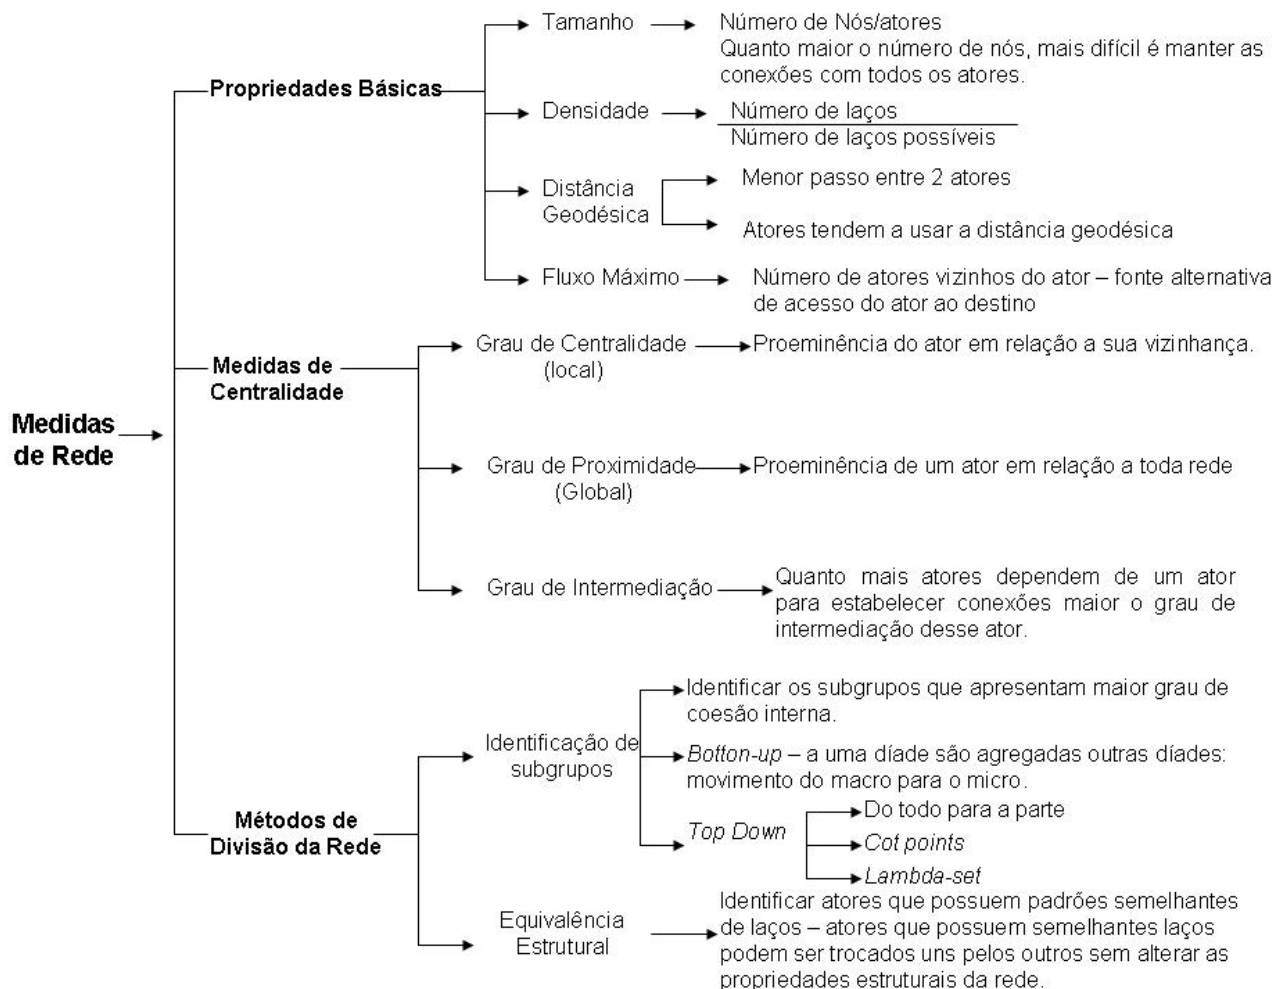 Medidas
de Rede
Propriedades Básicas
Tamanho
Número de Nós/atores
Quanto maior o número de nós, mais difícil é manter as
conexões com todos os atores.
Densidade
Número de laços
Número de laços possíveis
Distância
Geodésica
Menor passo entre 2 atores
Atores tendem a usar a distância geodésica
Fluxo Máximo
Número de atores vizinhos do ator – fonte alternativa
de acesso do ator ao destino
Medidas de
Centralidade
Grau de Centralidade
(local)
Proeminência do ator em relação a sua vizinhança.
Grau de Proximidade
(Global)
Proeminência de um ator em relação a toda rede
Grau de Intermediação
Quanto mais atores dependem de um ator
para estabelecer conexões maior o grau de
intermediação desse ator.
Métodos de
Divisão da Rede
Identificação de
subgrupos
Identificar os subgrupos que apresentam maior grau de
coesão interna.
Botton-up – a uma díade são agregadas outras díades:
movimento do macro para o micro.
Top Down
Do todo para a parte
Cot points
Lambda-set
Equivalência
Estrutural
Identificar atores que possuem padrões semelhantes
de laços – atores que possuem semelhantes laços
podem ser trocados uns pelos outros sem alterar as
propriedades estruturais da rede.